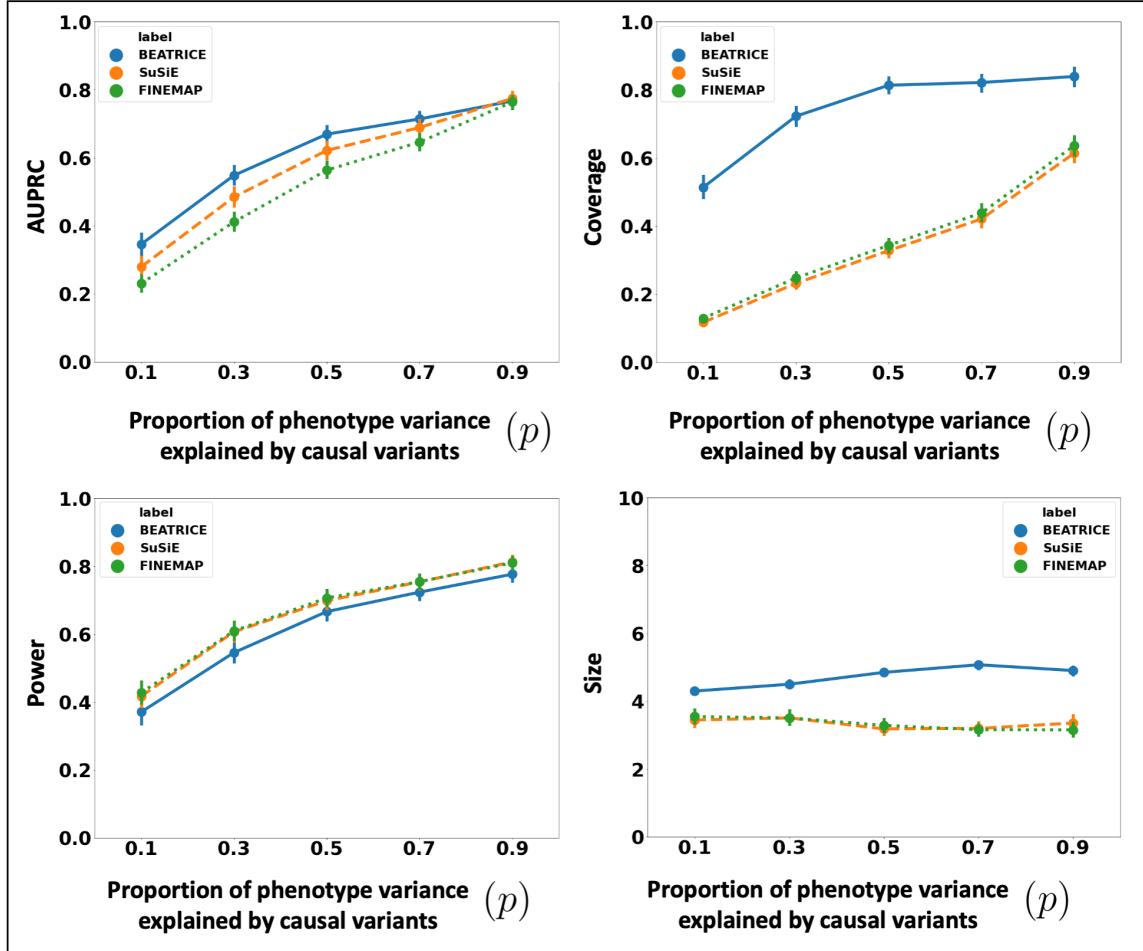 label
BEATRICE
SuSiE
FINEMAP
AUPRC
1.0
0.8
0.6
0.4
0.2
0.0
0.1 0.3 0.5 0.7 0.9
Proportion of phenotype variance
explained by causal variants (p)
label
BEATRICE
SuSiE
FINEMAP
Coverage
1.0
0.8
0.6
0.4
0.2
0.0
0.1 0.3 0.5 0.7 0.9
Proportion of phenotype variance
explained by causal variants (p)
label
BEATRICE
SuSiE
FINEMAP
Power
1.0
0.8
0.6
0.4
0.2
0.0
0.1 0.3 0.5 0.7 0.9
Proportion of phenotype variance
explained by causal variants (p)
label
BEATRICE
SuSiE
FINEMAP
Size
10
8
6
4
2
0
0.1 0.3 0.5 0.7 0.9
Proportion of phenotype variance
explained by causal variants (p)